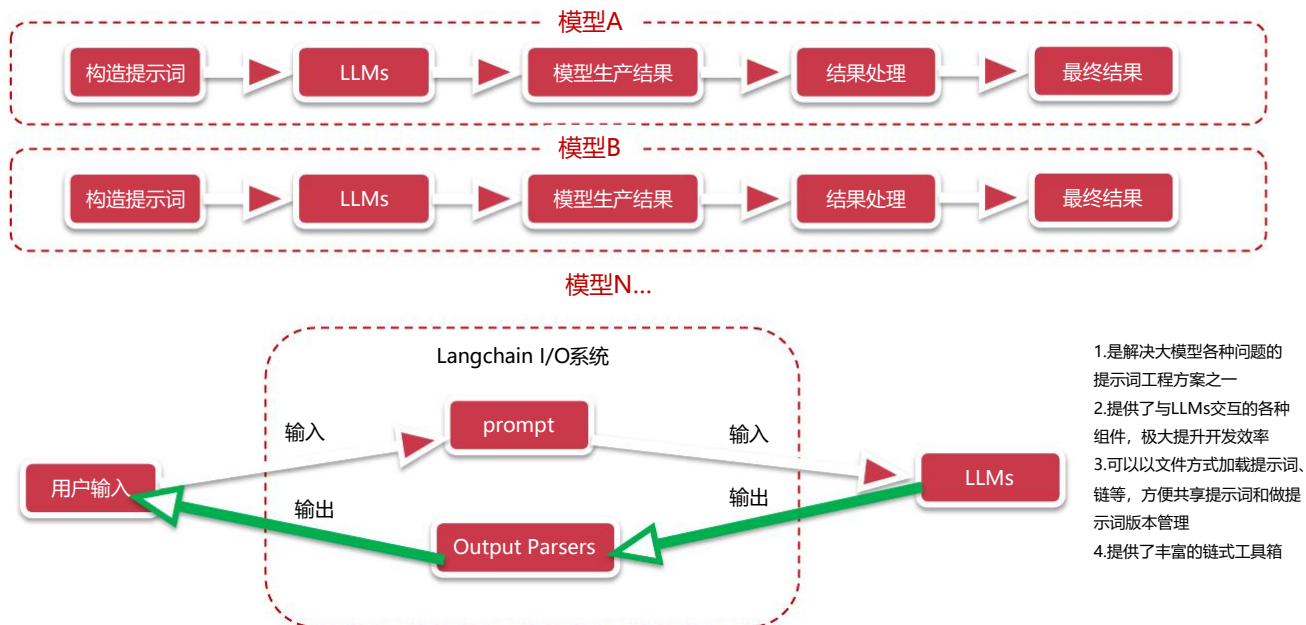 模型A
构造提示词
LLMs
模型生产结果
结果处理
最终结果
模型B
构造提示词
LLMs
模型生产结果
结果处理
最终结果
模型N...
Langchain I/O系统
输入
prompt
输入
用户输入
LLMs
输出
输出
Output Parsers
1.是解决大模型各种问题的
提示词工程方案之一
2.提供了与LLMs交互的各种
组件，极大提升开发效率
3.可以以文件方式加载提示词、
链等，方便共享提示词和做提
示词版本管理
4.提供了丰富的链式工具箱